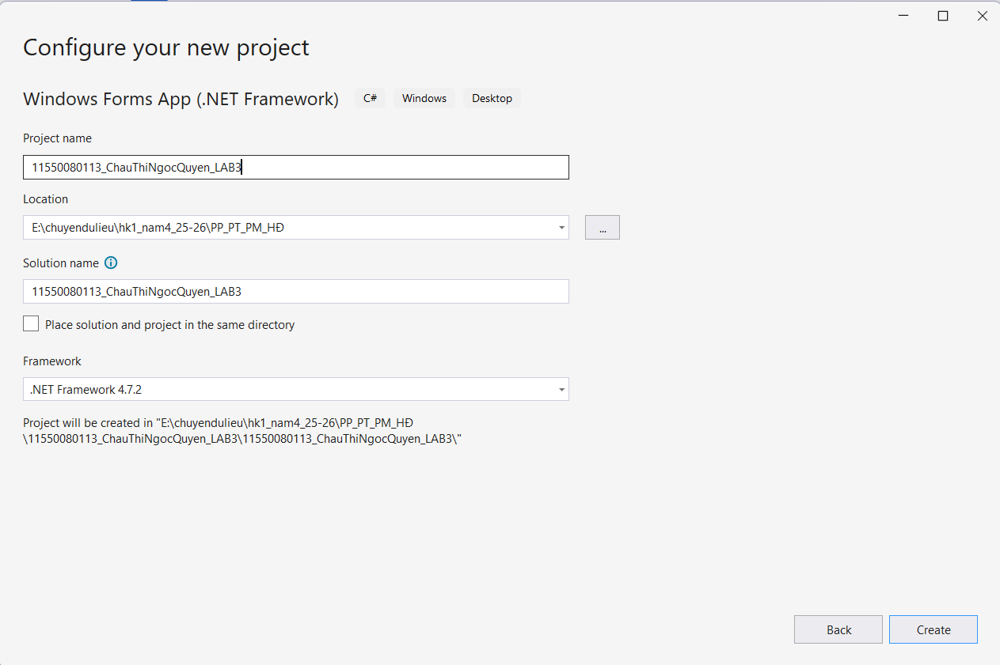 Configure your new project
Windows Forms App (.NET Framework) C# Windows Desktop
Project name
11550080113_ChauThiNgocQuyen_LAB3
Location
E:\chuyendulieu\hk1_nam4_25-26\PP_PT_PM_HĐ
...
Solution name
11550080113_ChauThiNgocQuyen_LAB3
Place solution and project in the same directory
Framework
.NET Framework 4.7.2
Project will be created in "E:\chuyendulieu\hk1_nam4_25-26\PP_PT_PM_HĐ
\11550080113_ChauThiNgocQuyen_LAB3\11550080113_ChauThiNgocQuyen_LAB3\"
Back Create